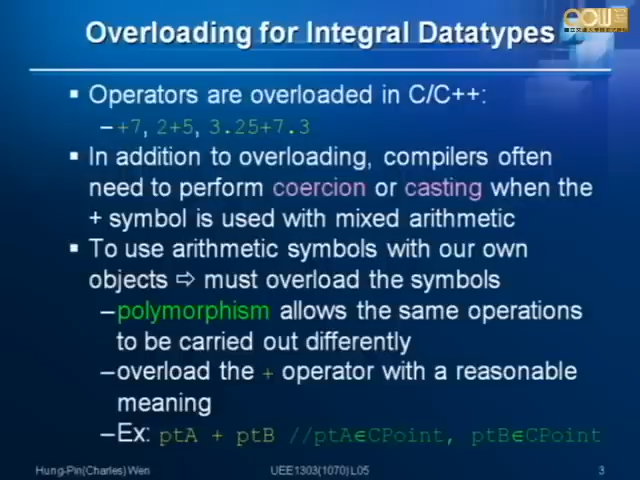 Overloading for Integral Datatypes
▪ Operators are overloaded in C/C++:
–+7, 2+5, 3.25+7.3
▪ In addition to overloading, compilers often
need to perform coercion or casting when the
+ symbol is used with mixed arithmetic
▪ To use arithmetic symbols with our own
objects ⇨ must overload the symbols
–polymorphism allows the same operations
to be carried out differently
–overload the + operator with a reasonable
meaning
–Ex: ptA + ptB //ptA∈CPoint, ptB∈CPoint
Hung-Pin(Charles) Wen UEE1303(1070) L05 3